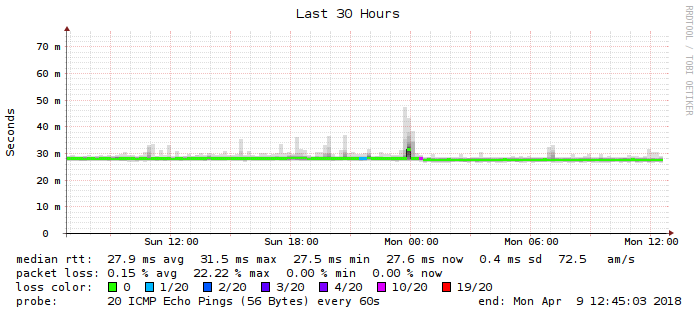 Last 30 Hours
RRDTOOL / TOBI OETIKER
Seconds
70 m
60 m
50 m
40 m
30 m
20 m
10 m
0
Sun 12:00 Sun 18:00 Mon 00:00 Mon 06:00 Mon 12:00
median rtt: 27.9 ms avg 31.5 ms max 27.5 ms min 27.6 ms now 0.4 ms sd 72.5 am/s
packet loss: 0.15 % avg 22.22 % max 0.00 % min 0.00 % now
loss color: 0 1/20 2/20 3/20 4/20 10/20 19/20
probe: 20 ICMP Echo Pings (56 Bytes) every 60s end: Mon Apr 9 12:45:03 2018